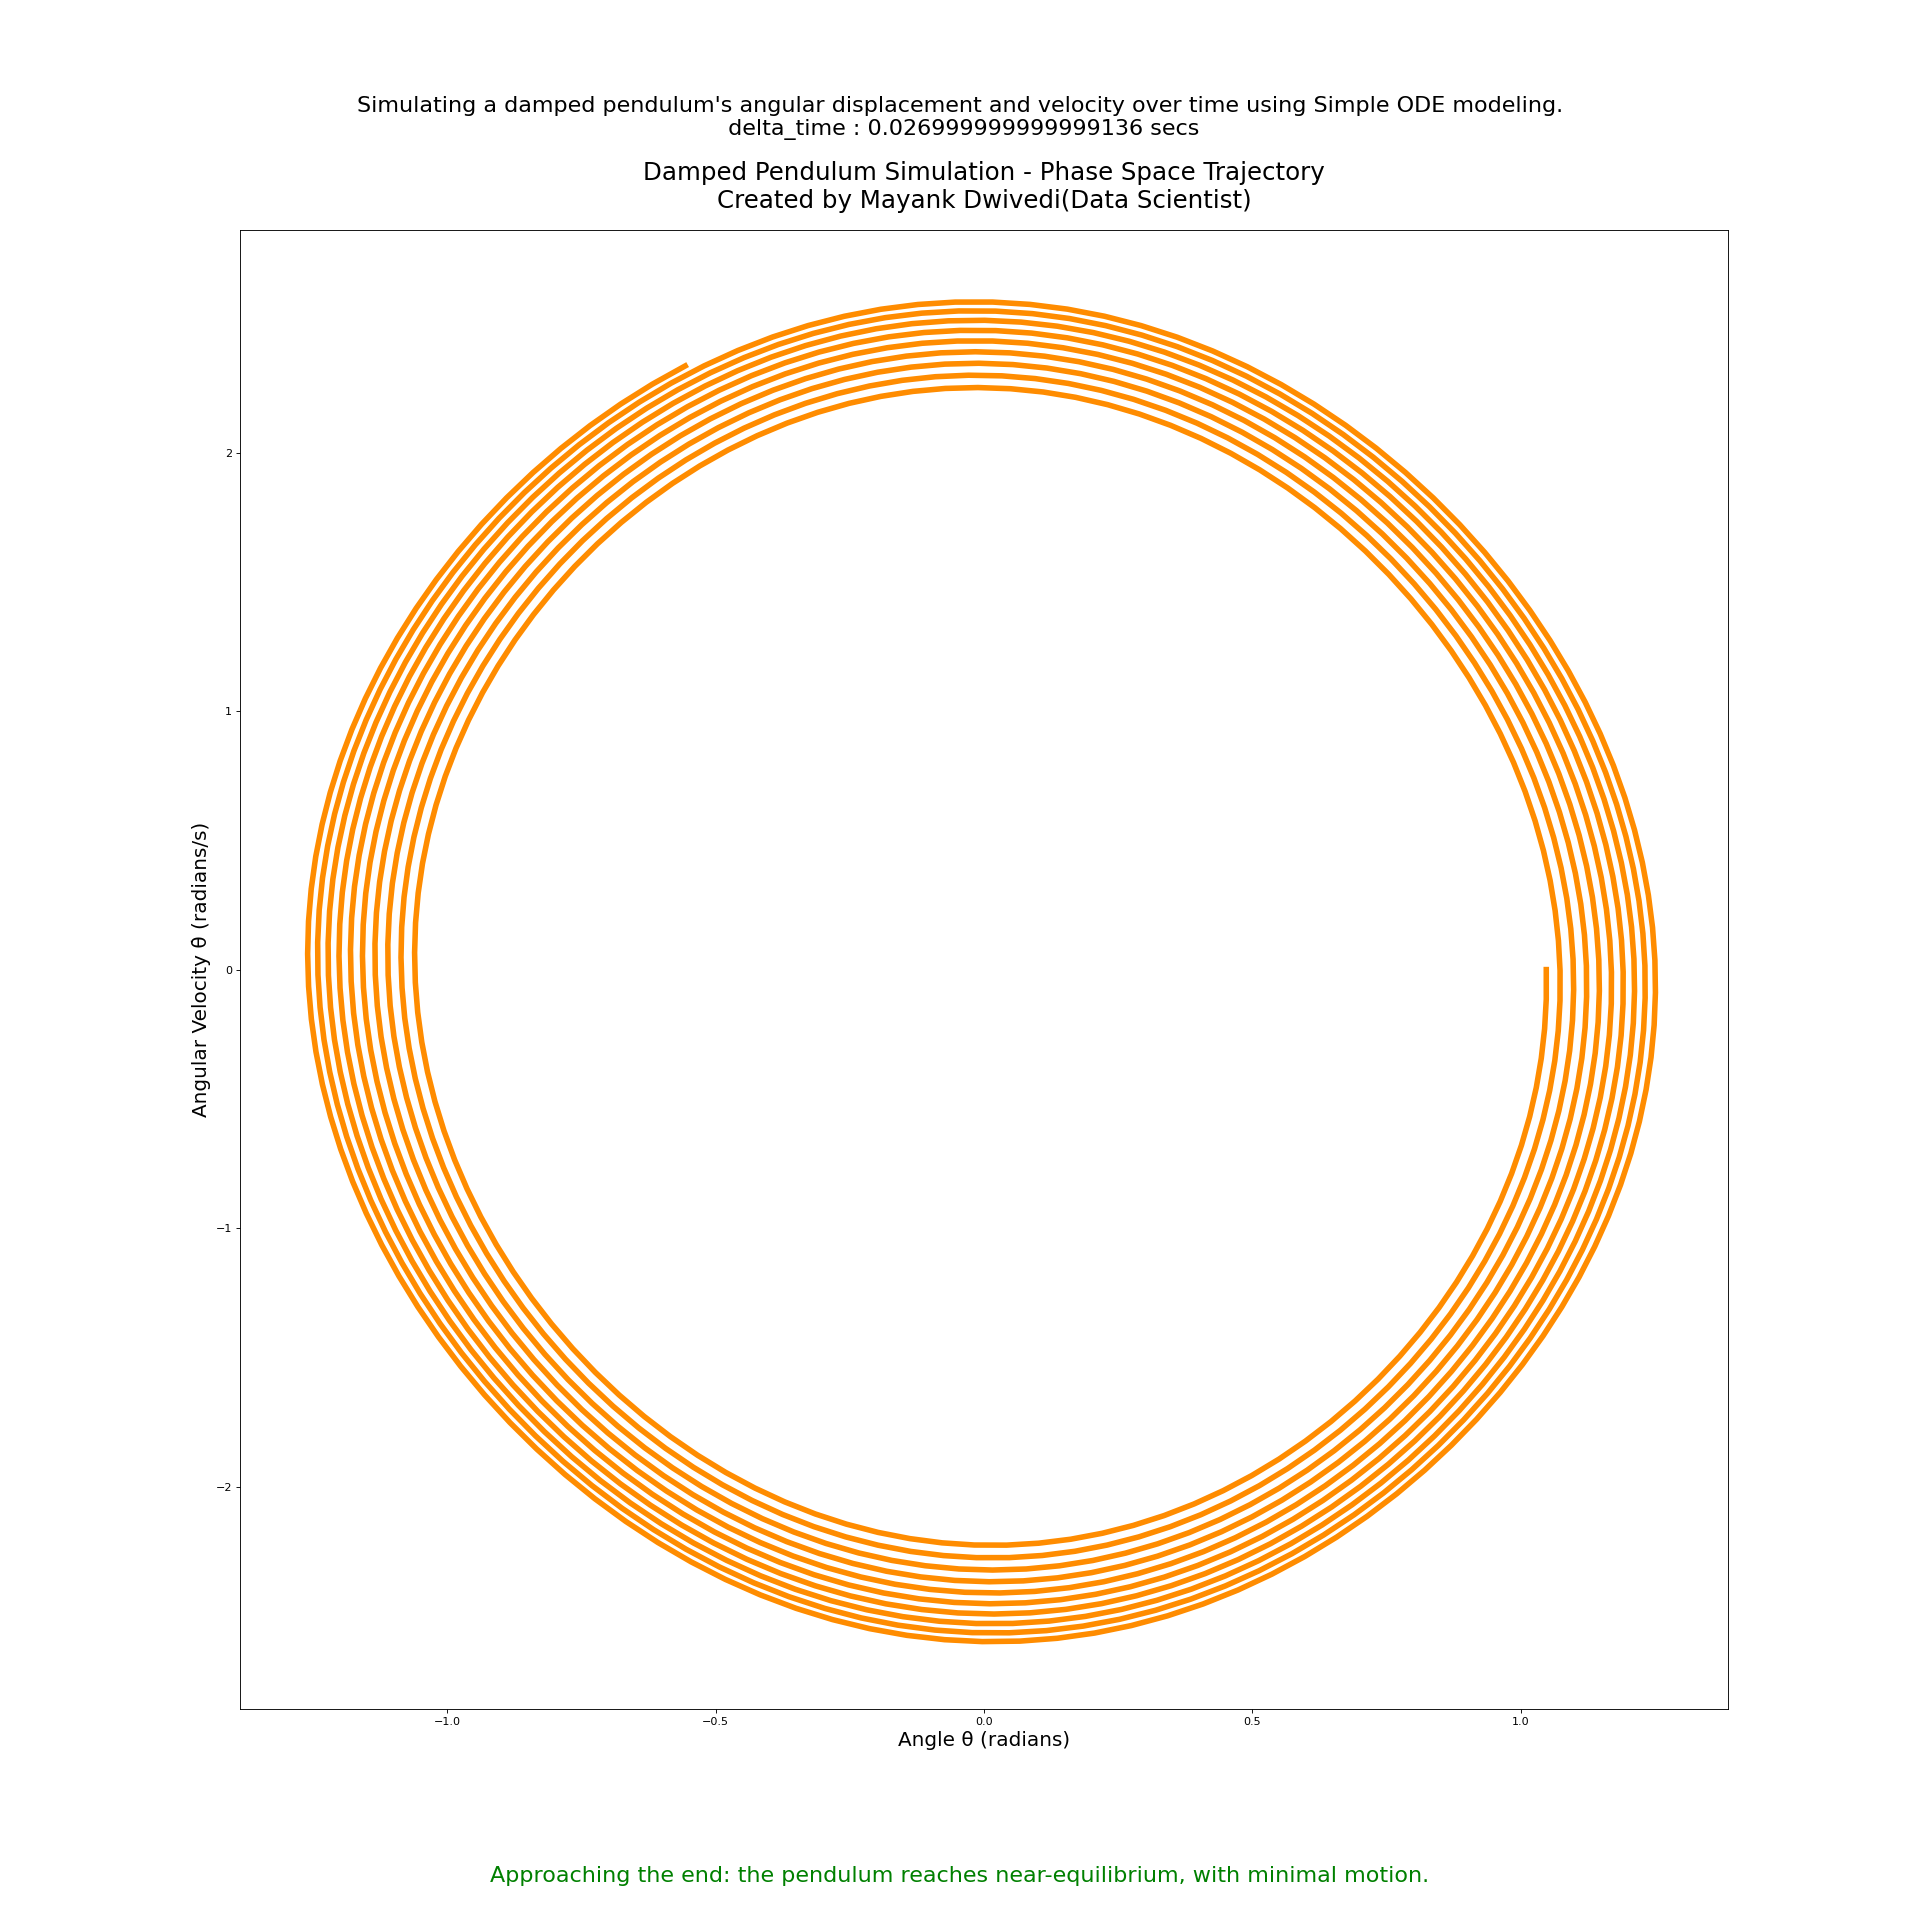 Simulating a damped pendulum's angular displacement and velocity over time using Simple ODE modeling.
delta_time : 0.026999999999999136 secs
Damped Pendulum Simulation - Phase Space Trajectory
Created by Mayank Dwivedi(Data Scientist)
Angular Velocity θ (radians/s)
2
1
0
−1
−2
−1.0
−0.5
0.0
0.5
1.0
Angle θ (radians)
Approaching the end: the pendulum reaches near-equilibrium, with minimal motion.